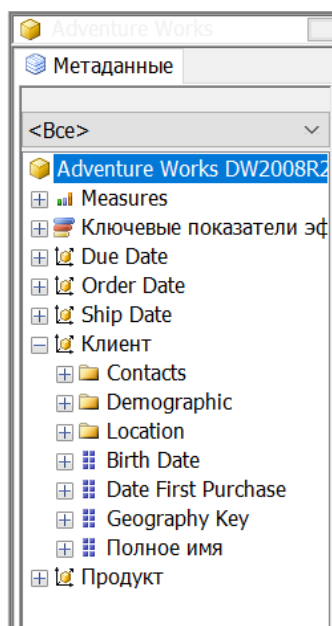 Adventure Works
Метаданные
<Все>
Adventure Works DW2008R2
Measures
Ключевые показатели эф
Due Date
Order Date
Ship Date
Клиент
Contacts
Demographic
Location
Birth Date
Date First Purchase
Geography Key
Полное имя
Продукт